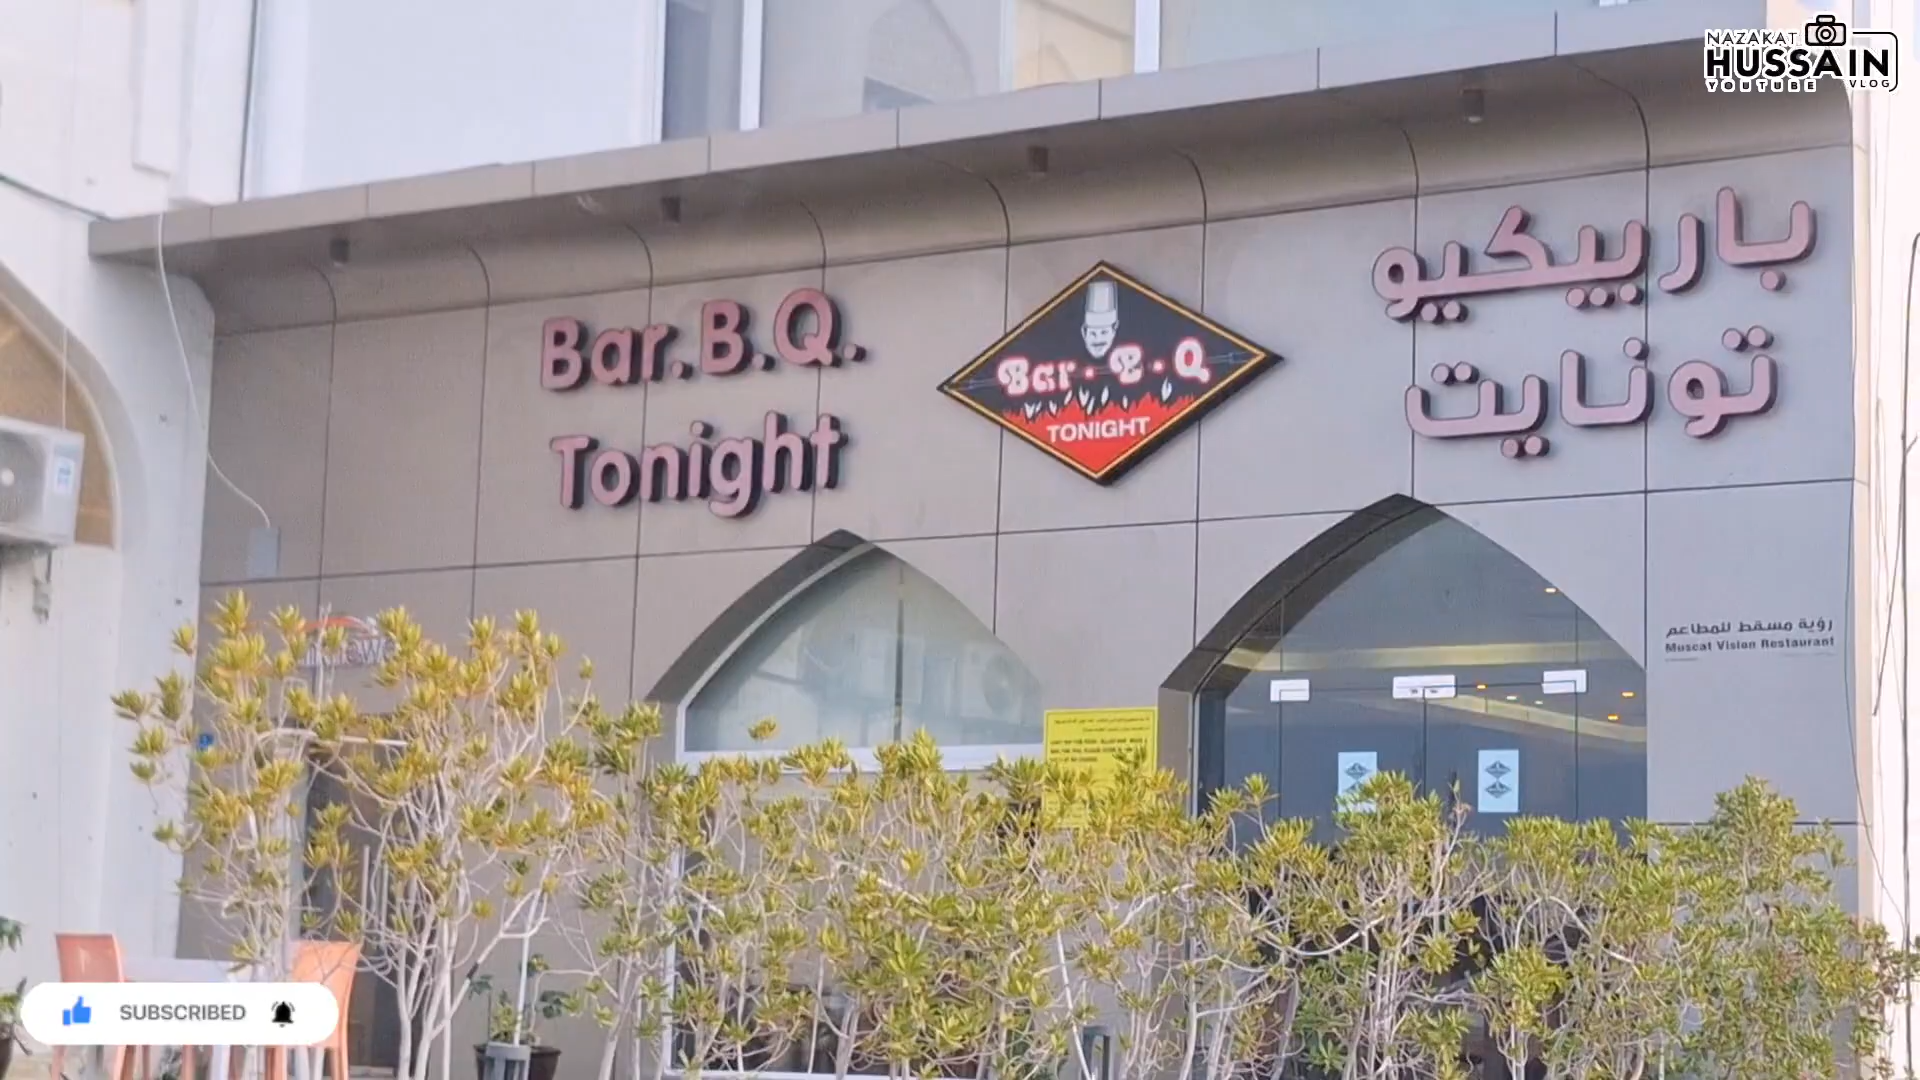 NAZAKAT
HUSSAIN
YOUTUBE VLOG
Bar.B.Q.
Tonight
Bar.B.Q
TONIGHT
باربيكيو
تونايت
رؤية مسقط للمطاعم
Muscat Vision Restaurant
SUBSCRIBED